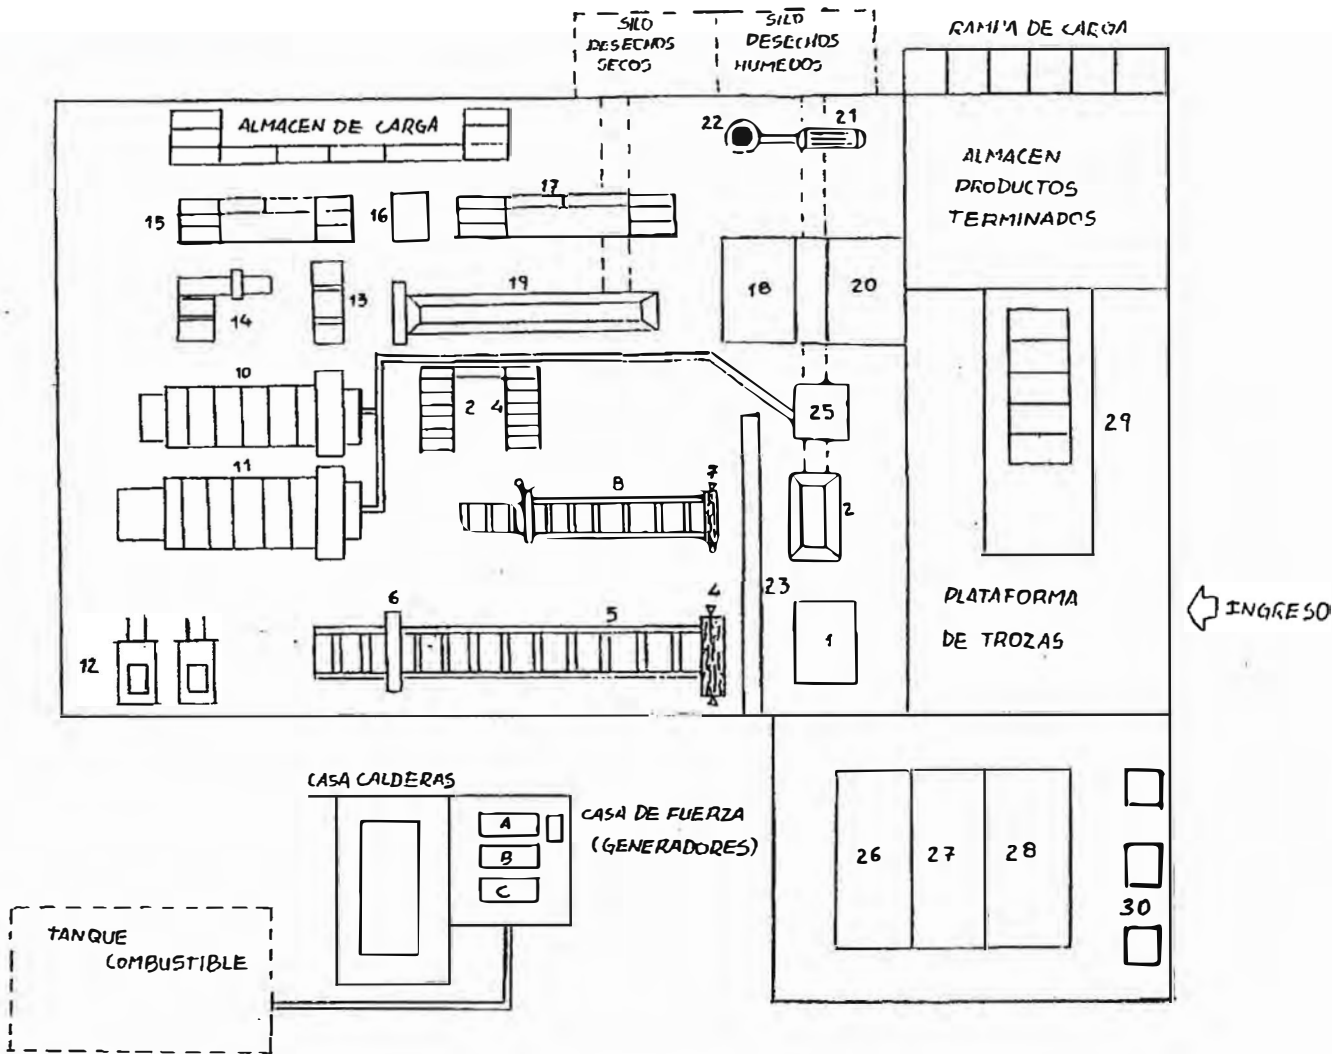 SILO
DESECHOS
SECOS
SILO
DESECHOS
HUMEDOS
RAMPA DE CARGA
ALMACEN DE CARGA
22
21
ALMACEN
PRODUCTOS
TERMINADOS
15
16
17
18
20
14
13
19
10
2 4
25
29
11
8
7
2
23
PLATAFORMA
DE TROZAS
INGRESO
12
6
5
4
1
CASA CALDERAS
CASA DE FUERZA
(GENERADORES)
A
B
C
26
27
28
30
TANQUE
COMBUSTIBLE